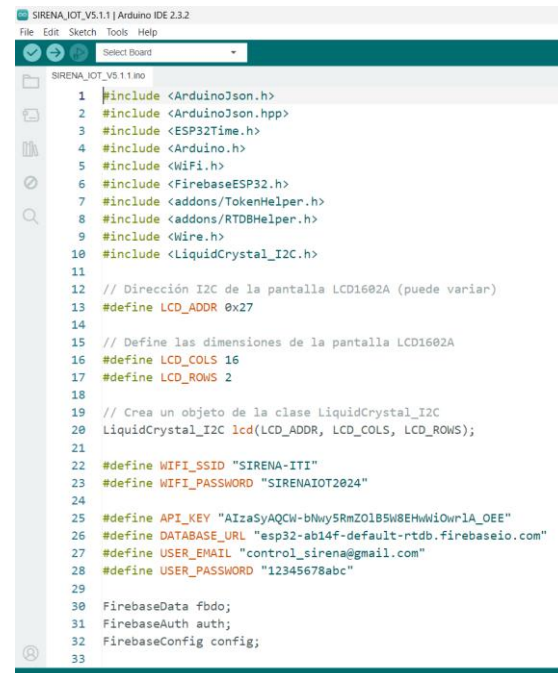 SIRENA_IOT_V5.1.1 | Arduino IDE 2.3.2
File Edit Sketch Tools Help
Select Board
SIRENA_IOT_V5.1.1.ino
1 #include <ArduinoJson.h>
2 #include <ArduinoJson.hpp>
3 #include <ESP32Time.h>
4 #include <Arduino.h>
5 #include <WiFi.h>
6 #include <FirebaseESP32.h>
7 #include <addons/TokenHelper.h>
8 #include <addons/RTDBHelper.h>
9 #include <Wire.h>
10 #include <LiquidCrystal_I2C.h>
11
12 // Dirección I2C de la pantalla LCD1602A (puede variar)
13 #define LCD_ADDR 0x27
14
15 // Define las dimensiones de la pantalla LCD1602A
16 #define LCD_COLS 16
17 #define LCD_ROWS 2
18
19 // Crea un objeto de la clase LiquidCrystal_I2C
20 LiquidCrystal_I2C lcd(LCD_ADDR, LCD_COLS, LCD_ROWS);
21
22 #define WIFI_SSID "SIRENA-ITI"
23 #define WIFI_PASSWORD "SIRENAIOT2024"
24
25 #define API_KEY "AIzaSyAQCW-bNwy5RmZOlB5W8EHwWiOwrlA_OEE"
26 #define DATABASE_URL "esp32-ab14f-default-rtdb.firebaseio.com"
27 #define USER_EMAIL "control_sirena@gmail.com"
28 #define USER_PASSWORD "12345678abc"
29
30 FirebaseData fbdo;
31 FirebaseAuth auth;
32 FirebaseConfig config;
33